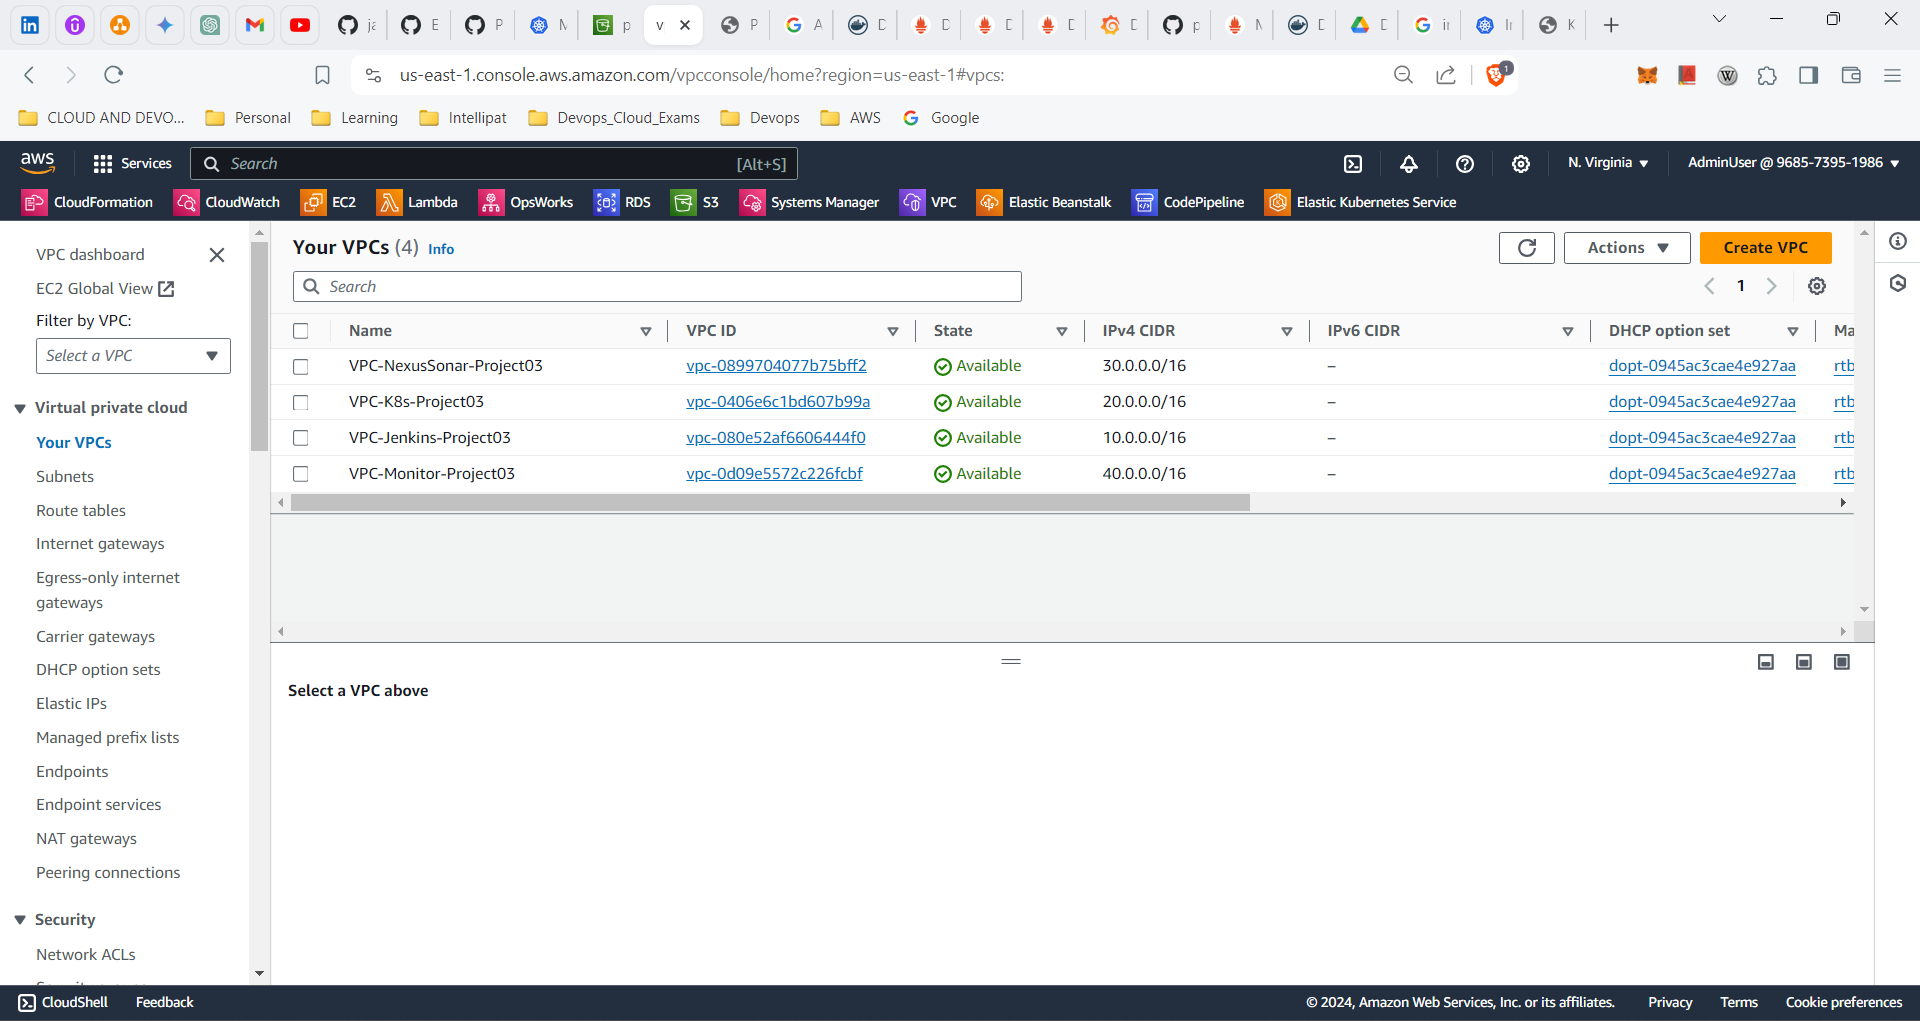 us-east-1.console.aws.amazon.com/vpcconsole/home?region=us-east-1#vpcs:
1
CLOUD AND DEVO... Personal Learning Intellipat Devops_Cloud_Exams Devops AWS Google
aws Services Search [Alt+S] N. Virginia AdminUser @ 9685-7395-1986
CloudFormation CloudWatch EC2 Lambda OpsWorks RDS S3 Systems Manager VPC Elastic Beanstalk CodePipeline Elastic Kubernetes Service
VPC dashboard
EC2 Global View
Filter by VPC:
Select a VPC
Virtual private cloud
Your VPCs
Subnets
Route tables
Internet gateways
Egress-only internet
gateways
Carrier gateways
DHCP option sets
Elastic IPs
Managed prefix lists
Endpoints
Endpoint services
NAT gateways
Peering connections
Security
Network ACLs
Your VPCs (4) Info
Actions Create VPC
Search
1
Name VPC ID State IPv4 CIDR IPv6 CIDR DHCP option set Ma
VPC-NexusSonar-Project03 vpc-0899704077b75bff2 Available 30.0.0.0/16 – dopt-0945ac3cae4e927aa rtb
VPC-K8s-Project03 vpc-0406e6c1bd607b99a Available 20.0.0.0/16 – dopt-0945ac3cae4e927aa rtb
VPC-Jenkins-Project03 vpc-080e52af6606444f0 Available 10.0.0.0/16 – dopt-0945ac3cae4e927aa rtb
VPC-Monitor-Project03 vpc-0d09e5572c226fcbf Available 40.0.0.0/16 – dopt-0945ac3cae4e927aa rtb
Select a VPC above
CloudShell Feedback © 2024, Amazon Web Services, Inc. or its affiliates. Privacy Terms Cookie preferences